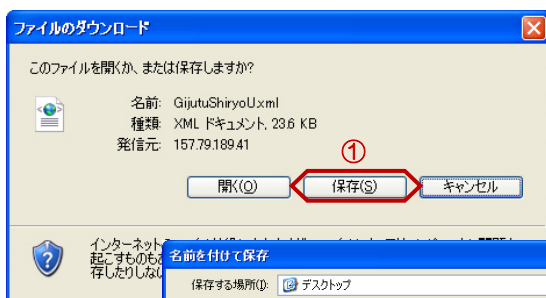 ファイルのダウンロード
このファイルを開くか、または保存しますか?
名前: GijutuShiryoU.xml
種類: XML ドキュメント, 23.6 KB
発信元: 157.79.189.41
①
開く(O) 保存(S) キャンセル
インターネット
起こすものも
存したりしない
名前を付けて保存
保存する場所(I): デスクトップ